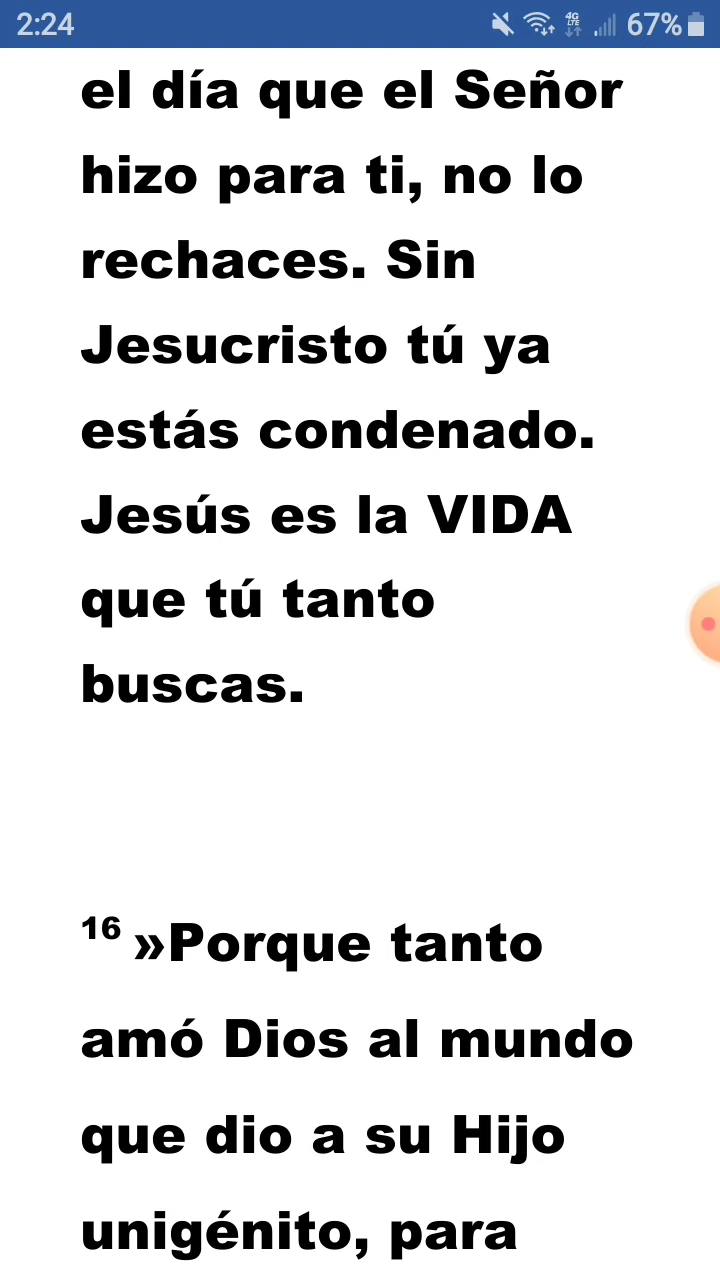 2:24 4G LTE 67%
el día que el Señor
hizo para ti, no lo
rechaces. Sin
Jesucristo tú ya
estás condenado.
Jesús es la VIDA
que tú tanto
buscas.
16 »Porque tanto
amó Dios al mundo
que dio a su Hijo
unigénito, para